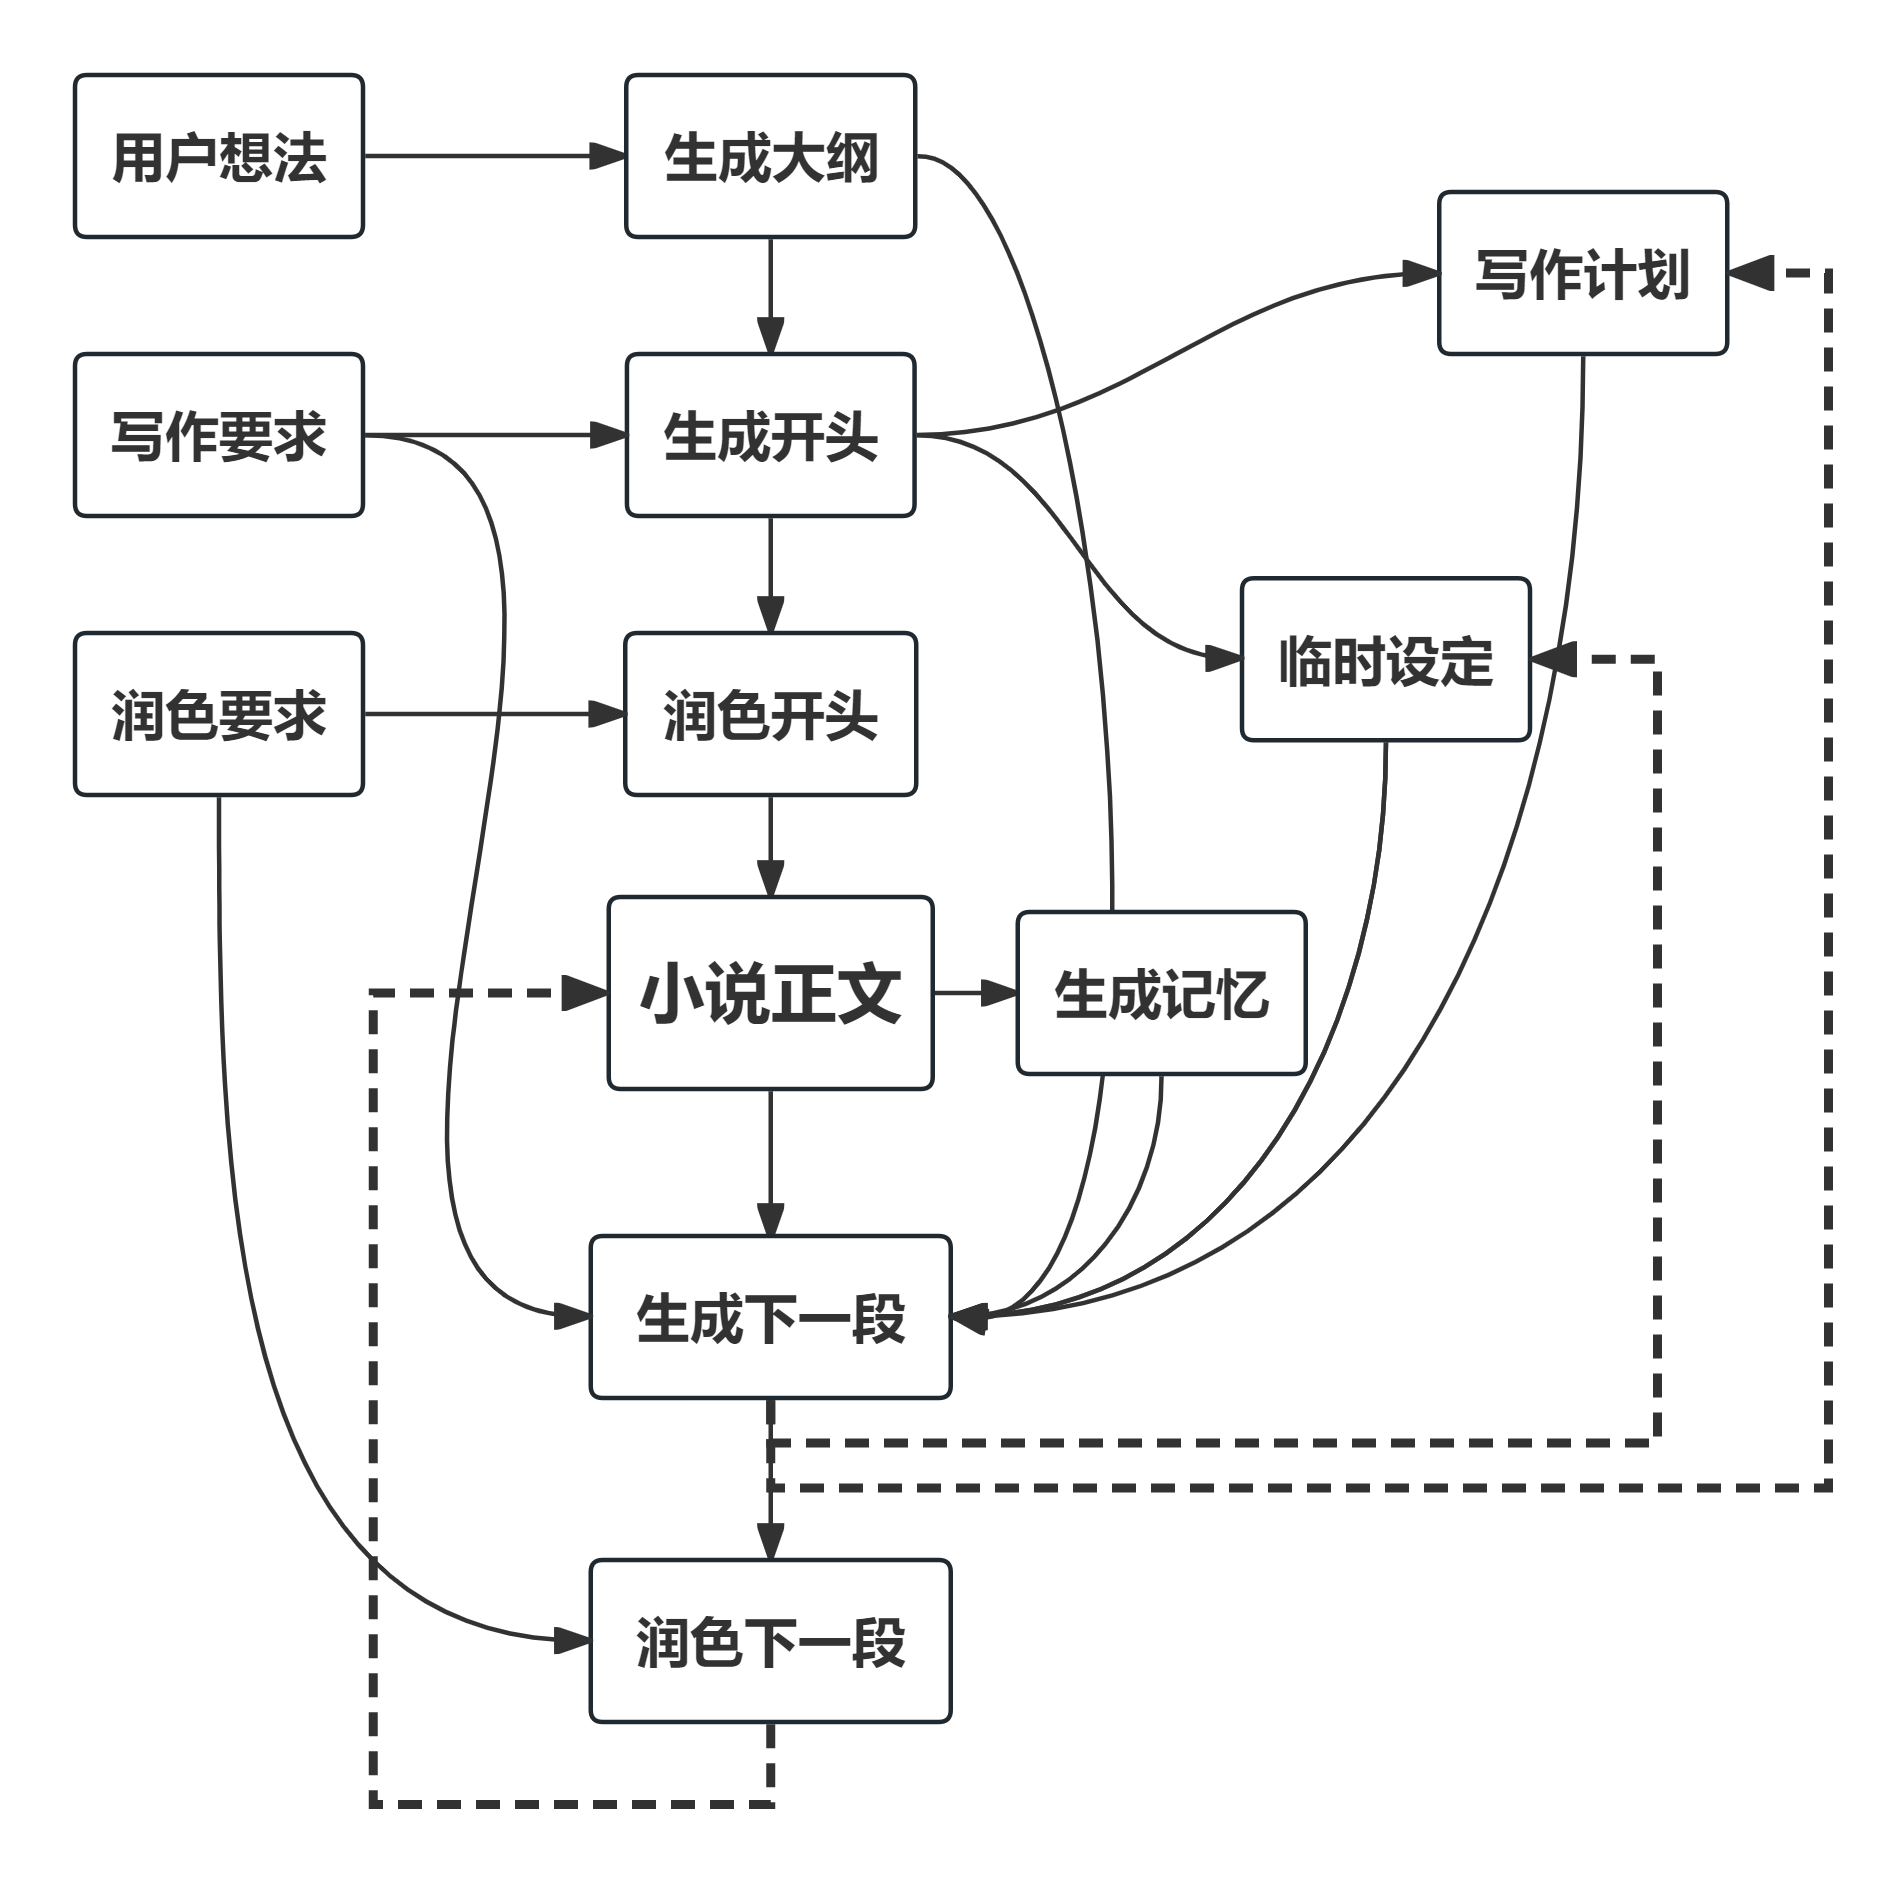 用户想法
生成大纲
写作计划
写作要求
生成开头
临时设定
润色要求
润色开头
小说正文
生成记忆
生成下一段
润色下一段